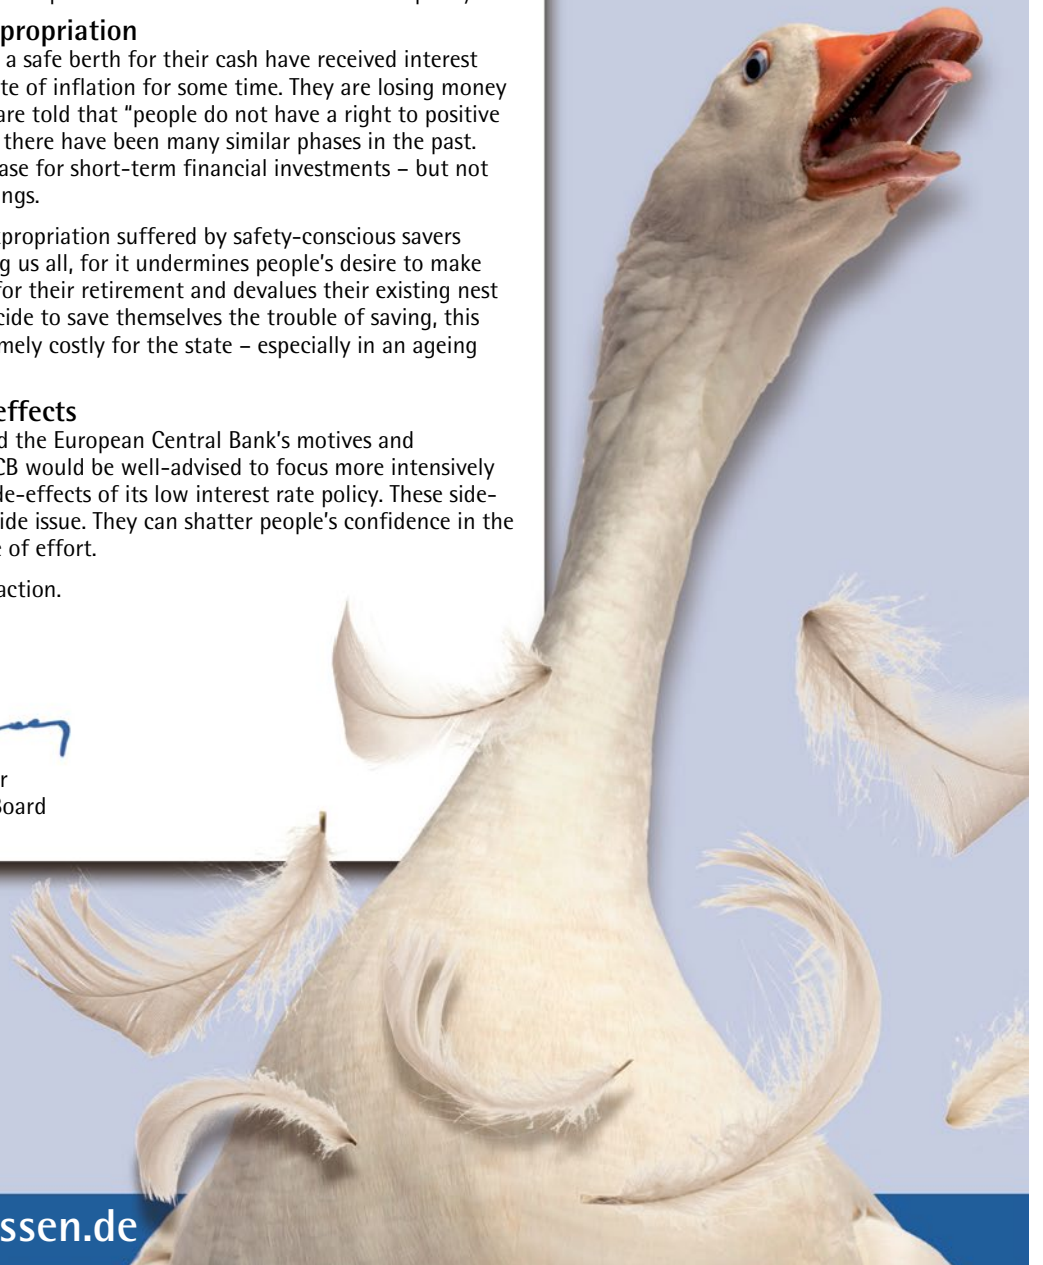 propriation
a safe berth for their cash have received interest
te of inflation for some time. They are losing money
are told that "people do not have a right to positive
there have been many similar phases in the past.
ase for short-term financial investments – but not
ngs.
propriation suffered by safety-conscious savers
g us all, for it undermines people's desire to make
for their retirement and devalues their existing nest
cide to save themselves the trouble of saving, this
mely costly for the state – especially in an ageing
effects
d the European Central Bank's motives and
CB would be well-advised to focus more intensively
de-effects of its low interest rate policy. These side-
ide issue. They can shatter people's confidence in the
e of effort.
action.
r
Board
ssen.de